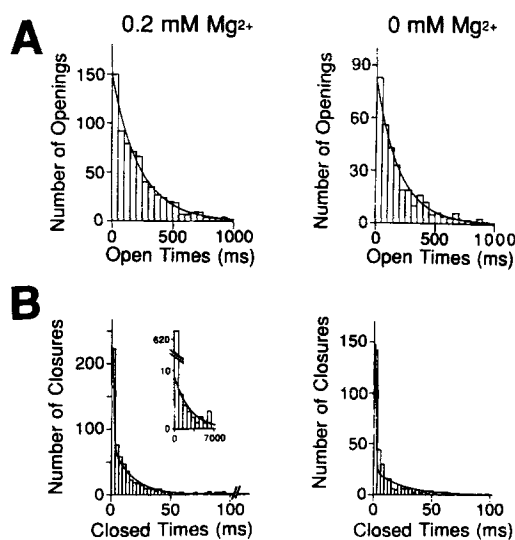 A
0.2 mM Mg2+
0 mM Mg2+
Number of Openings
150
100
50
0
0 500 1000
Open Times (ms)
Number of Openings
90
60
30
0
0 500 1000
Open Times (ms)
B
Number of Closures
200
100
0
0 50 100
Closed Times (ms)
620
10
0
0 7000
Number of Closures
150
100
50
0
0 50 100
Closed Times (ms)